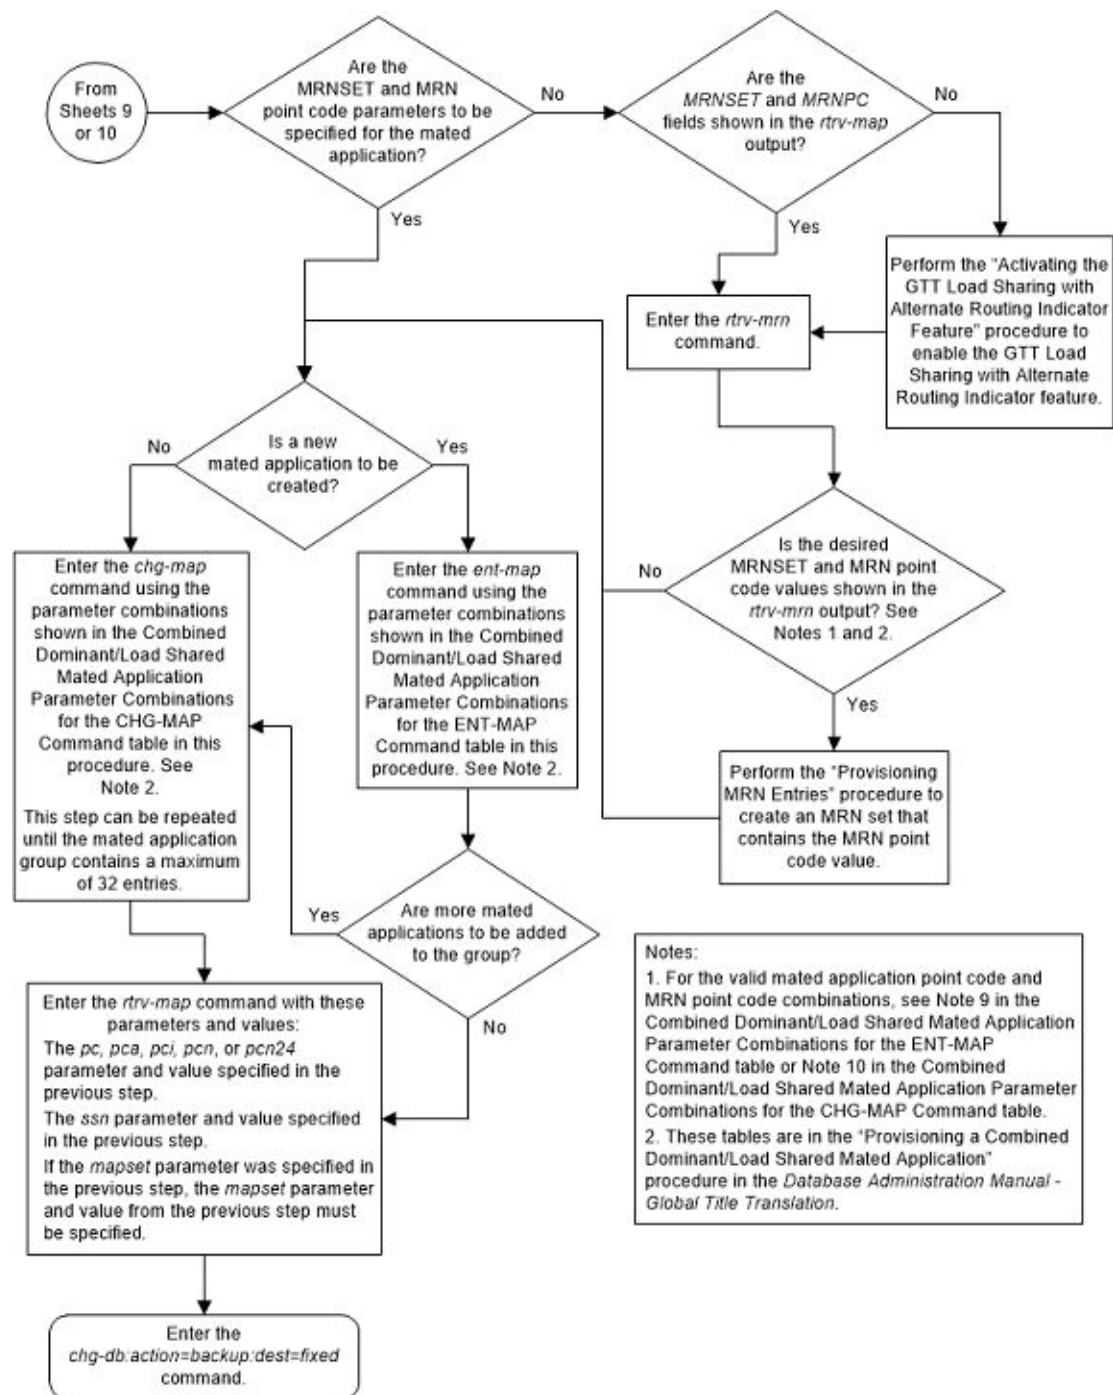 From
Sheets 9
or 10
Are the
MRNSET and MRN
point code parameters to be
specified for the mated
application?
No
Yes
Are the
MRNSET and MRNPC
fields shown in the rtrv-map
output?
No
Yes
Perform the "Activating the
GTT Load Sharing with
Alternate Routing Indicator
Feature" procedure to
enable the GTT Load
Sharing with Alternate
Routing Indicator feature.
Enter the rtrv-mrn
command.
Is a new
mated application to be
created?
No
Yes
Is the desired
MRNSET and MRN point
code values shown in the
rtrv-mrn output? See
Notes 1 and 2.
No
Yes
Enter the chg-map
command using the
parameter combinations
shown in the Combined
Dominant/Load Shared
Mated Application
Parameter Combinations
for the CHG-MAP
Command table in this
procedure. See
Note 2.
This step can be repeated
until the mated application
group contains a maximum
of 32 entries.
Enter the ent-map
command using the
parameter combinations
shown in the Combined
Dominant/Load Shared
Mated Application
Parameter Combinations
for the ENT-MAP
Command table in this
procedure. See Note 2.
Perform the "Provisioning
MRN Entries" procedure to
create an MRN set that
contains the MRN point
code value.
Are more mated
applications to be added
to the group?
Yes
No
Enter the rtrv-map command with these
parameters and values:
The pc, pca, pci, pcn, or pcn24
parameter and value specified in the
previous step.
The ssn parameter and value specified
in the previous step.
If the mapset parameter was specified in
the previous step, the mapset parameter
and value from the previous step must
be specified.
Notes:
1. For the valid mated application point code and
MRN point code combinations, see Note 9 in the
Combined Dominant/Load Shared Mated Application
Parameter Combinations for the ENT-MAP
Command table or Note 10 in the Combined
Dominant/Load Shared Mated Application Parameter
Combinations for the CHG-MAP Command table.
2. These tables are in the "Provisioning a Combined
Dominant/Load Shared Mated Application"
procedure in the Database Administration Manual -
Global Title Translation.
Enter the
chg-db:action=backup:dest=fixed
command.